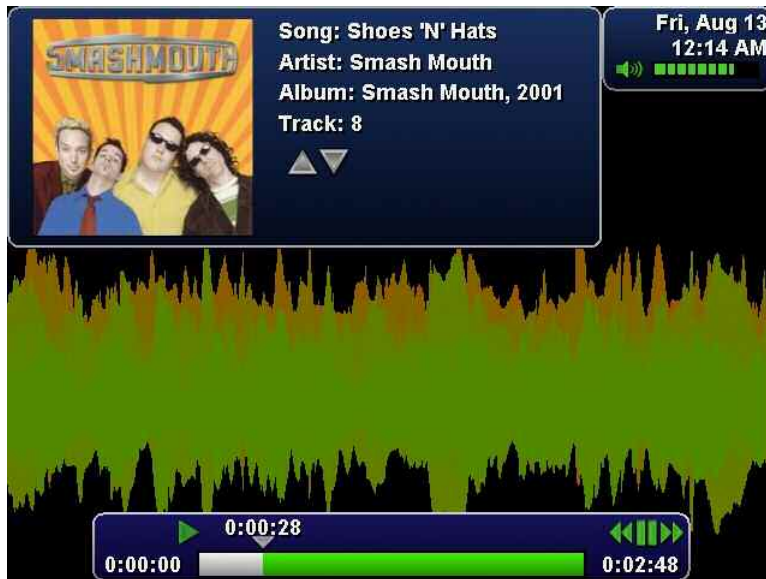 SMASHMOUTH
Song: Shoes 'N' Hats
Artist: Smash Mouth
Album: Smash Mouth, 2001
Track: 8
Fri, Aug 13
12:14 AM
0:00:28
0:00:00
0:02:48